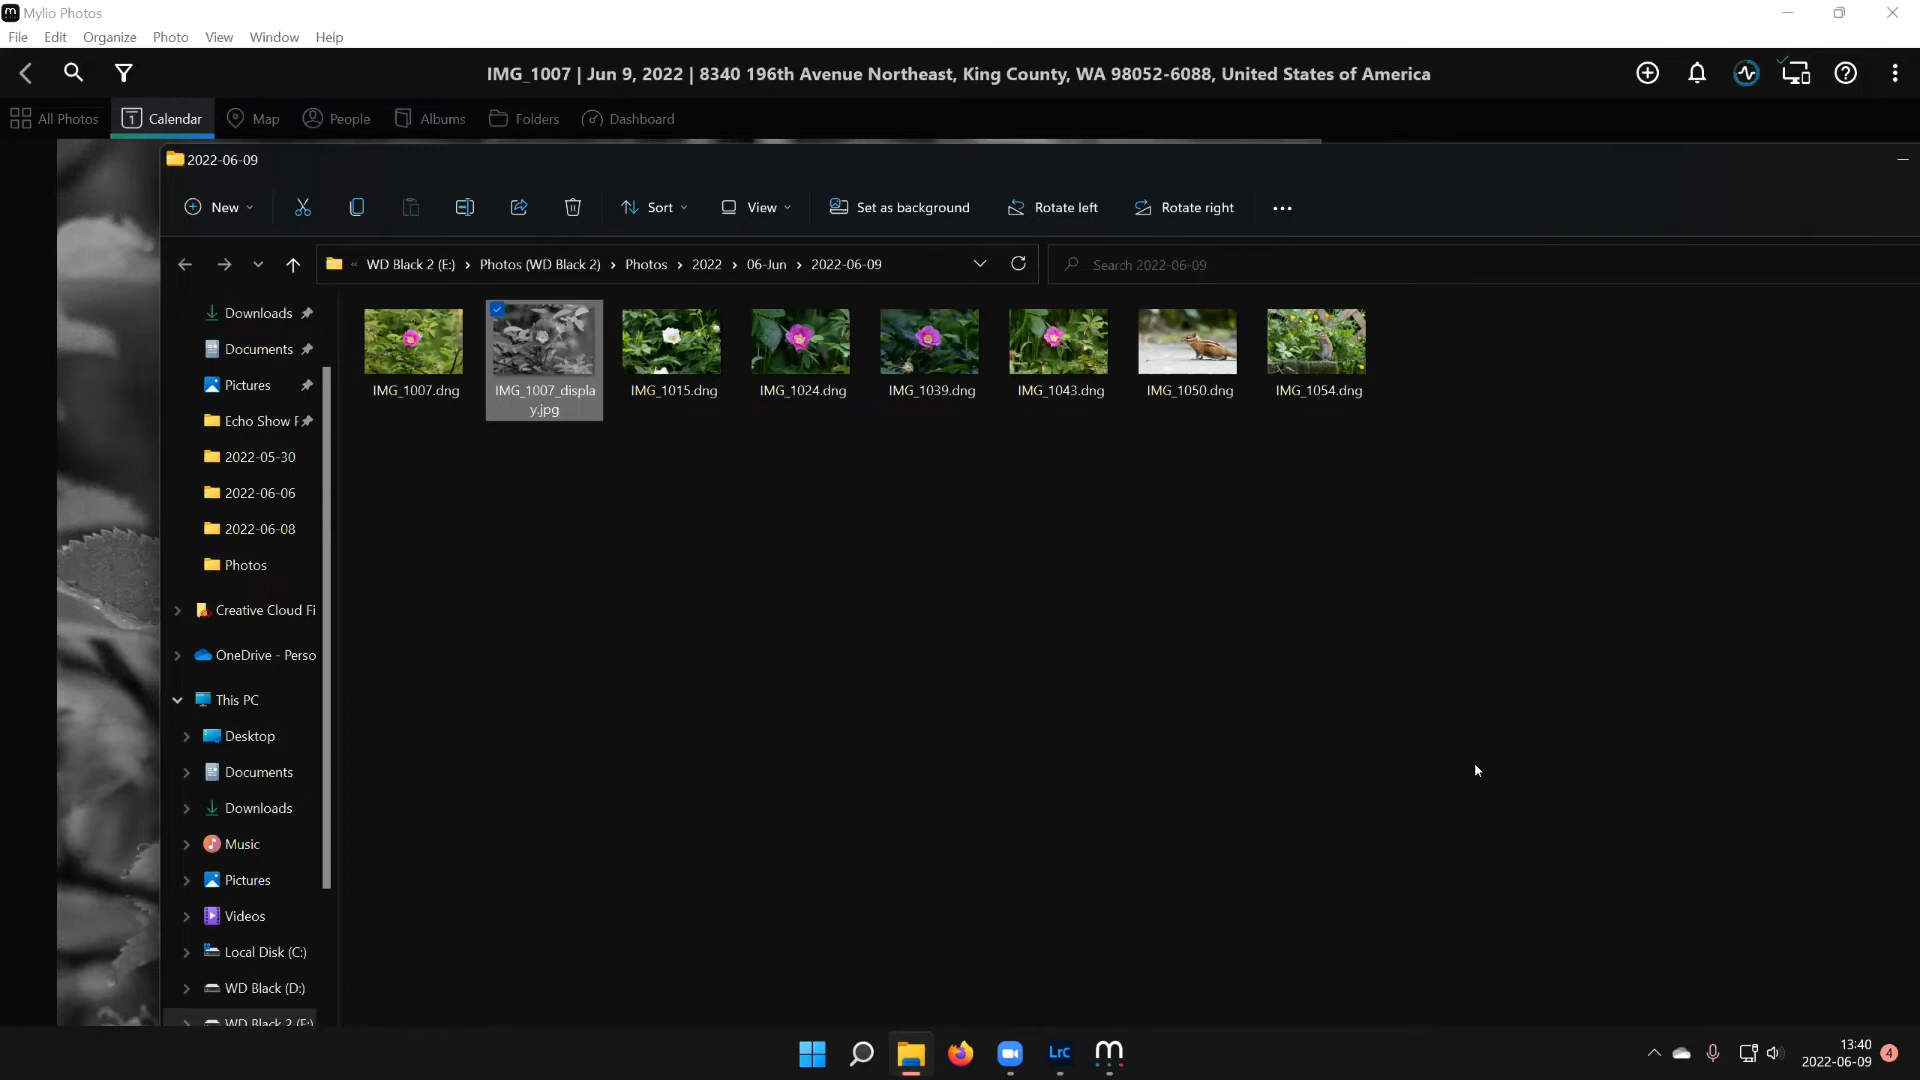 Mylio Photos
File Edit Organize Photo View Window Help
IMG_1007 | Jun 9, 2022 | 8340 196th Avenue Northeast, King County, WA 98052-6088, United States of America
All Photos Calendar Map People Albums Folders Dashboard
2022-06-09
New Sort View Set as background Rotate left Rotate right
« WD Black 2 (E:) › Photos (WD Black 2) › Photos › 2022 › 06-Jun › 2022-06-09
Search 2022-06-09
Downloads
Documents
Pictures
Echo Show F
2022-05-30
2022-06-06
2022-06-08
Photos
Creative Cloud Fi
OneDrive - Perso
This PC
Desktop
Documents
Downloads
Music
Pictures
Videos
Local Disk (C:)
WD Black (D:)
WD Black 2 (E:)
IMG_1007.dng
IMG_1007_displa
y.jpg
IMG_1015.dng
IMG_1024.dng
IMG_1039.dng
IMG_1043.dng
IMG_1050.dng
IMG_1054.dng
LrC
13:40
2022-06-09
4